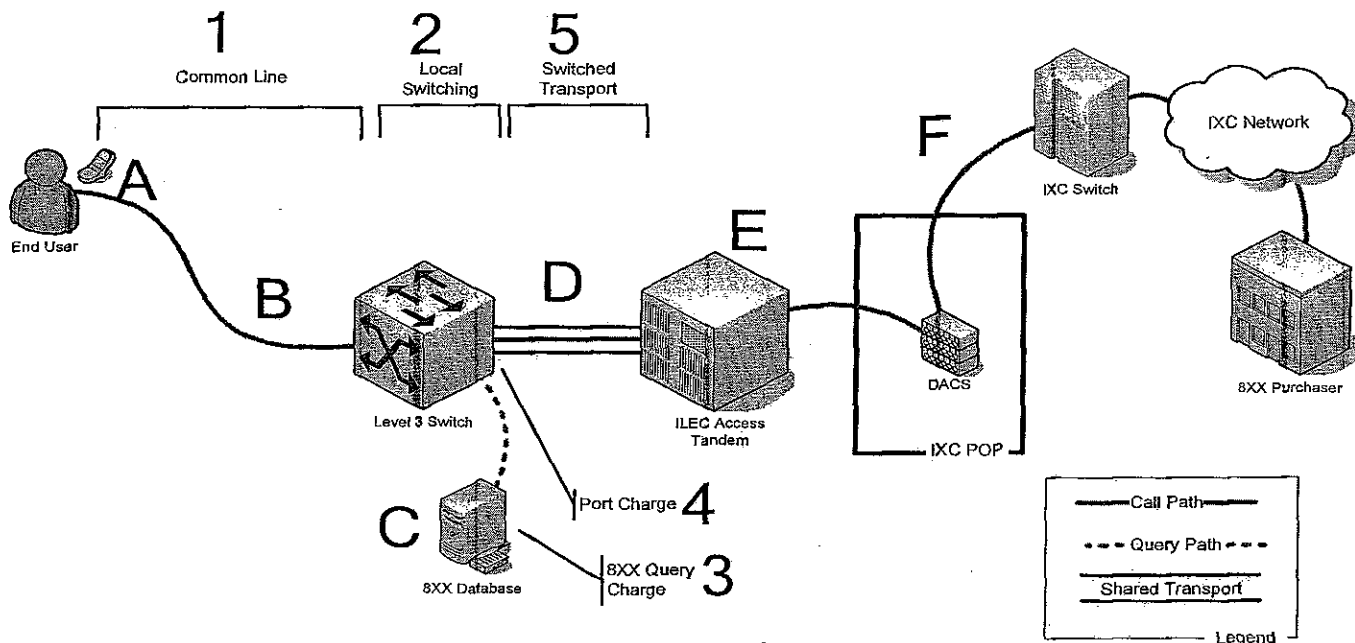 1
2
5
Common Line
Local
Switching
Switched
Transport
A
F
IXC Network
IXC Switch
End User
E
B
D
DACS
8XX Purchaser
Level 3 Switch
ILEC Access
Tandem
IXC POP
C
Port Charge 4
8XX Query
Charge 3
8XX Database
Call Path
Query Path
Shared Transport
Legend